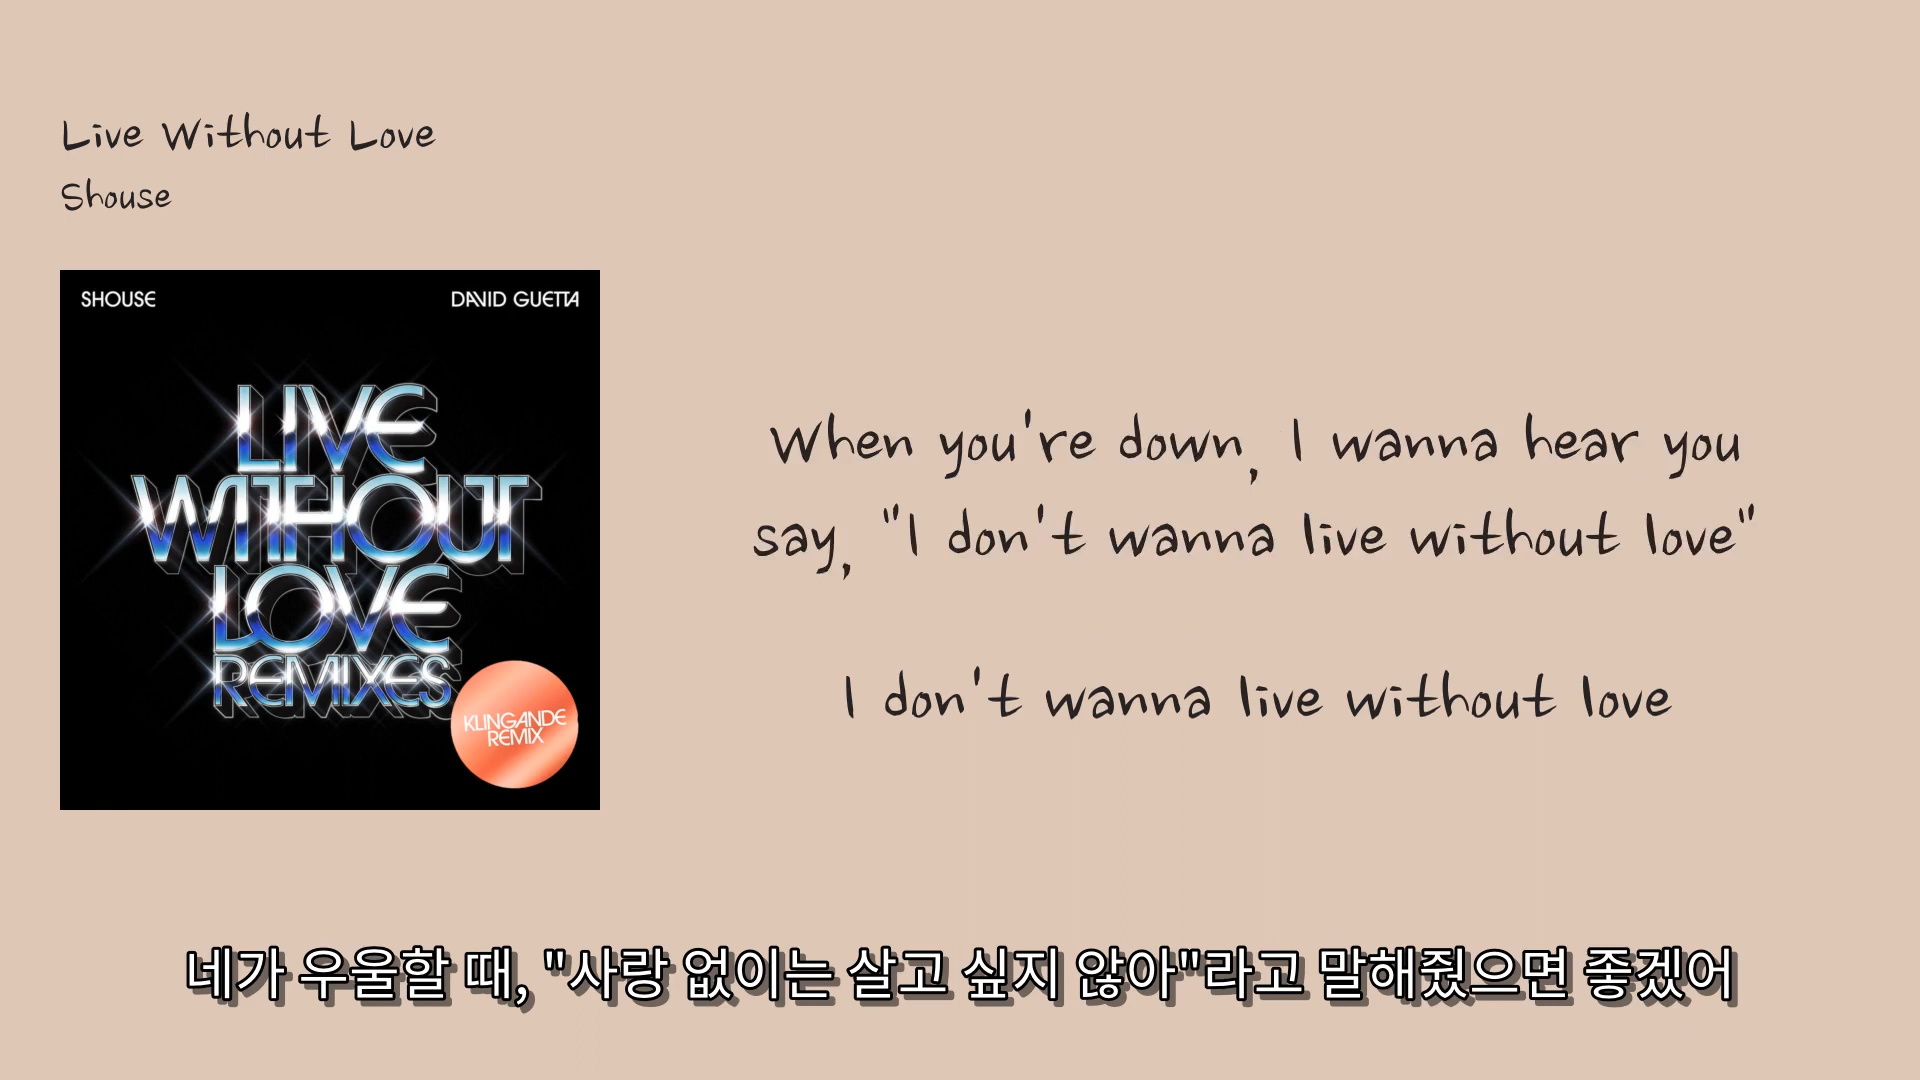 Live Without Love
Shouse
SHOUSE
DAVID GUETTA
LIVE
WITHOUT
LOVE
REMIXES
KLINGANDE
REMIX
When you're down, I wanna hear you
say, "I don't wanna live without love"
I don't wanna live without love
네가 우울할 때, "사랑 없이는 살고 싶지 않아"라고 말해줬으면 좋겠어